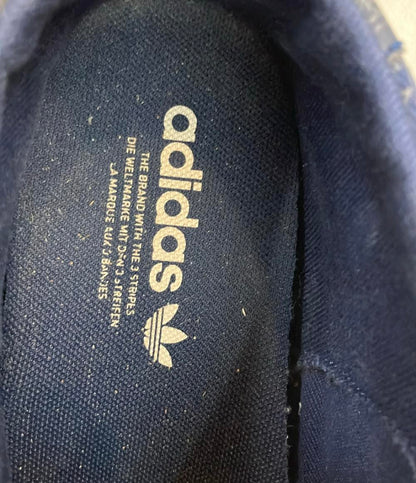 adidas
THE BRAND WITH THE 3 STRIPES
DIE WELTMARKE MIT DEN 3 STREIFEN
LA MARQUE AUX 3 BANDES